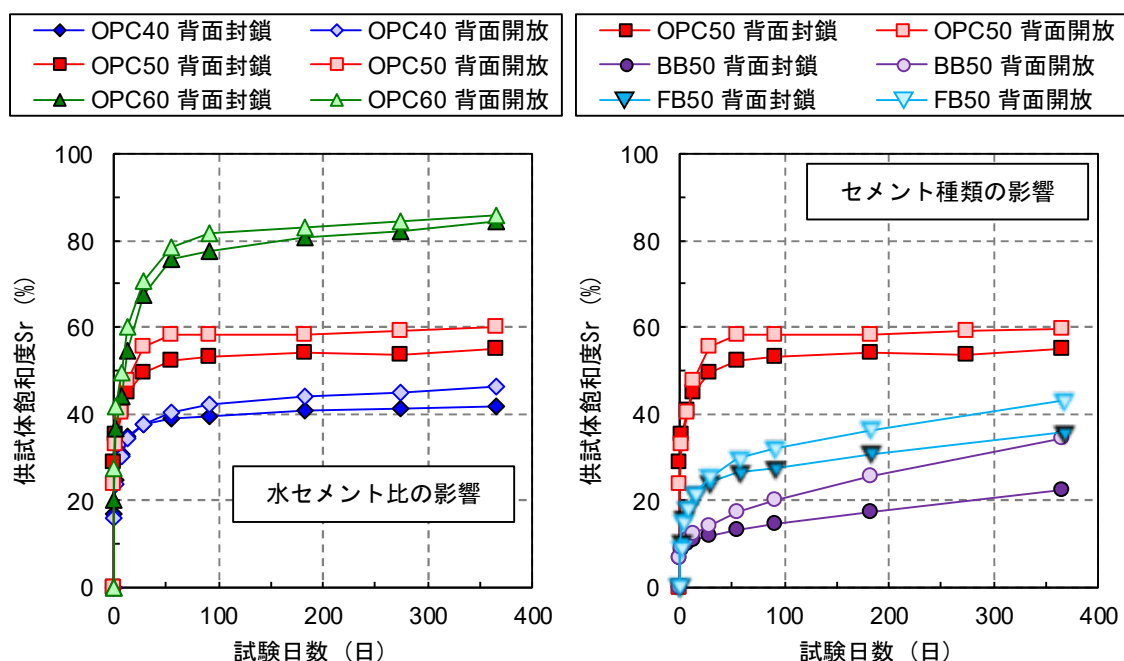 OPC40 背面封鎖 OPC40 背面開放
OPC50 背面封鎖 OPC50 背面開放
OPC60 背面封鎖 OPC60 背面開放
OPC50 背面封鎖 OPC50 背面開放
BB50 背面封鎖 BB50 背面開放
FB50 背面封鎖 FB50 背面開放
供試体飽和度Sr (%)
100
80
60
40
20
0
水セメント比の影響
0 100 200 300 400
試験日数(日)
供試体飽和度Sr (%)
100
80
60
40
20
0
セメント種類の影響
0 100 200 300 400
試験日数(日)